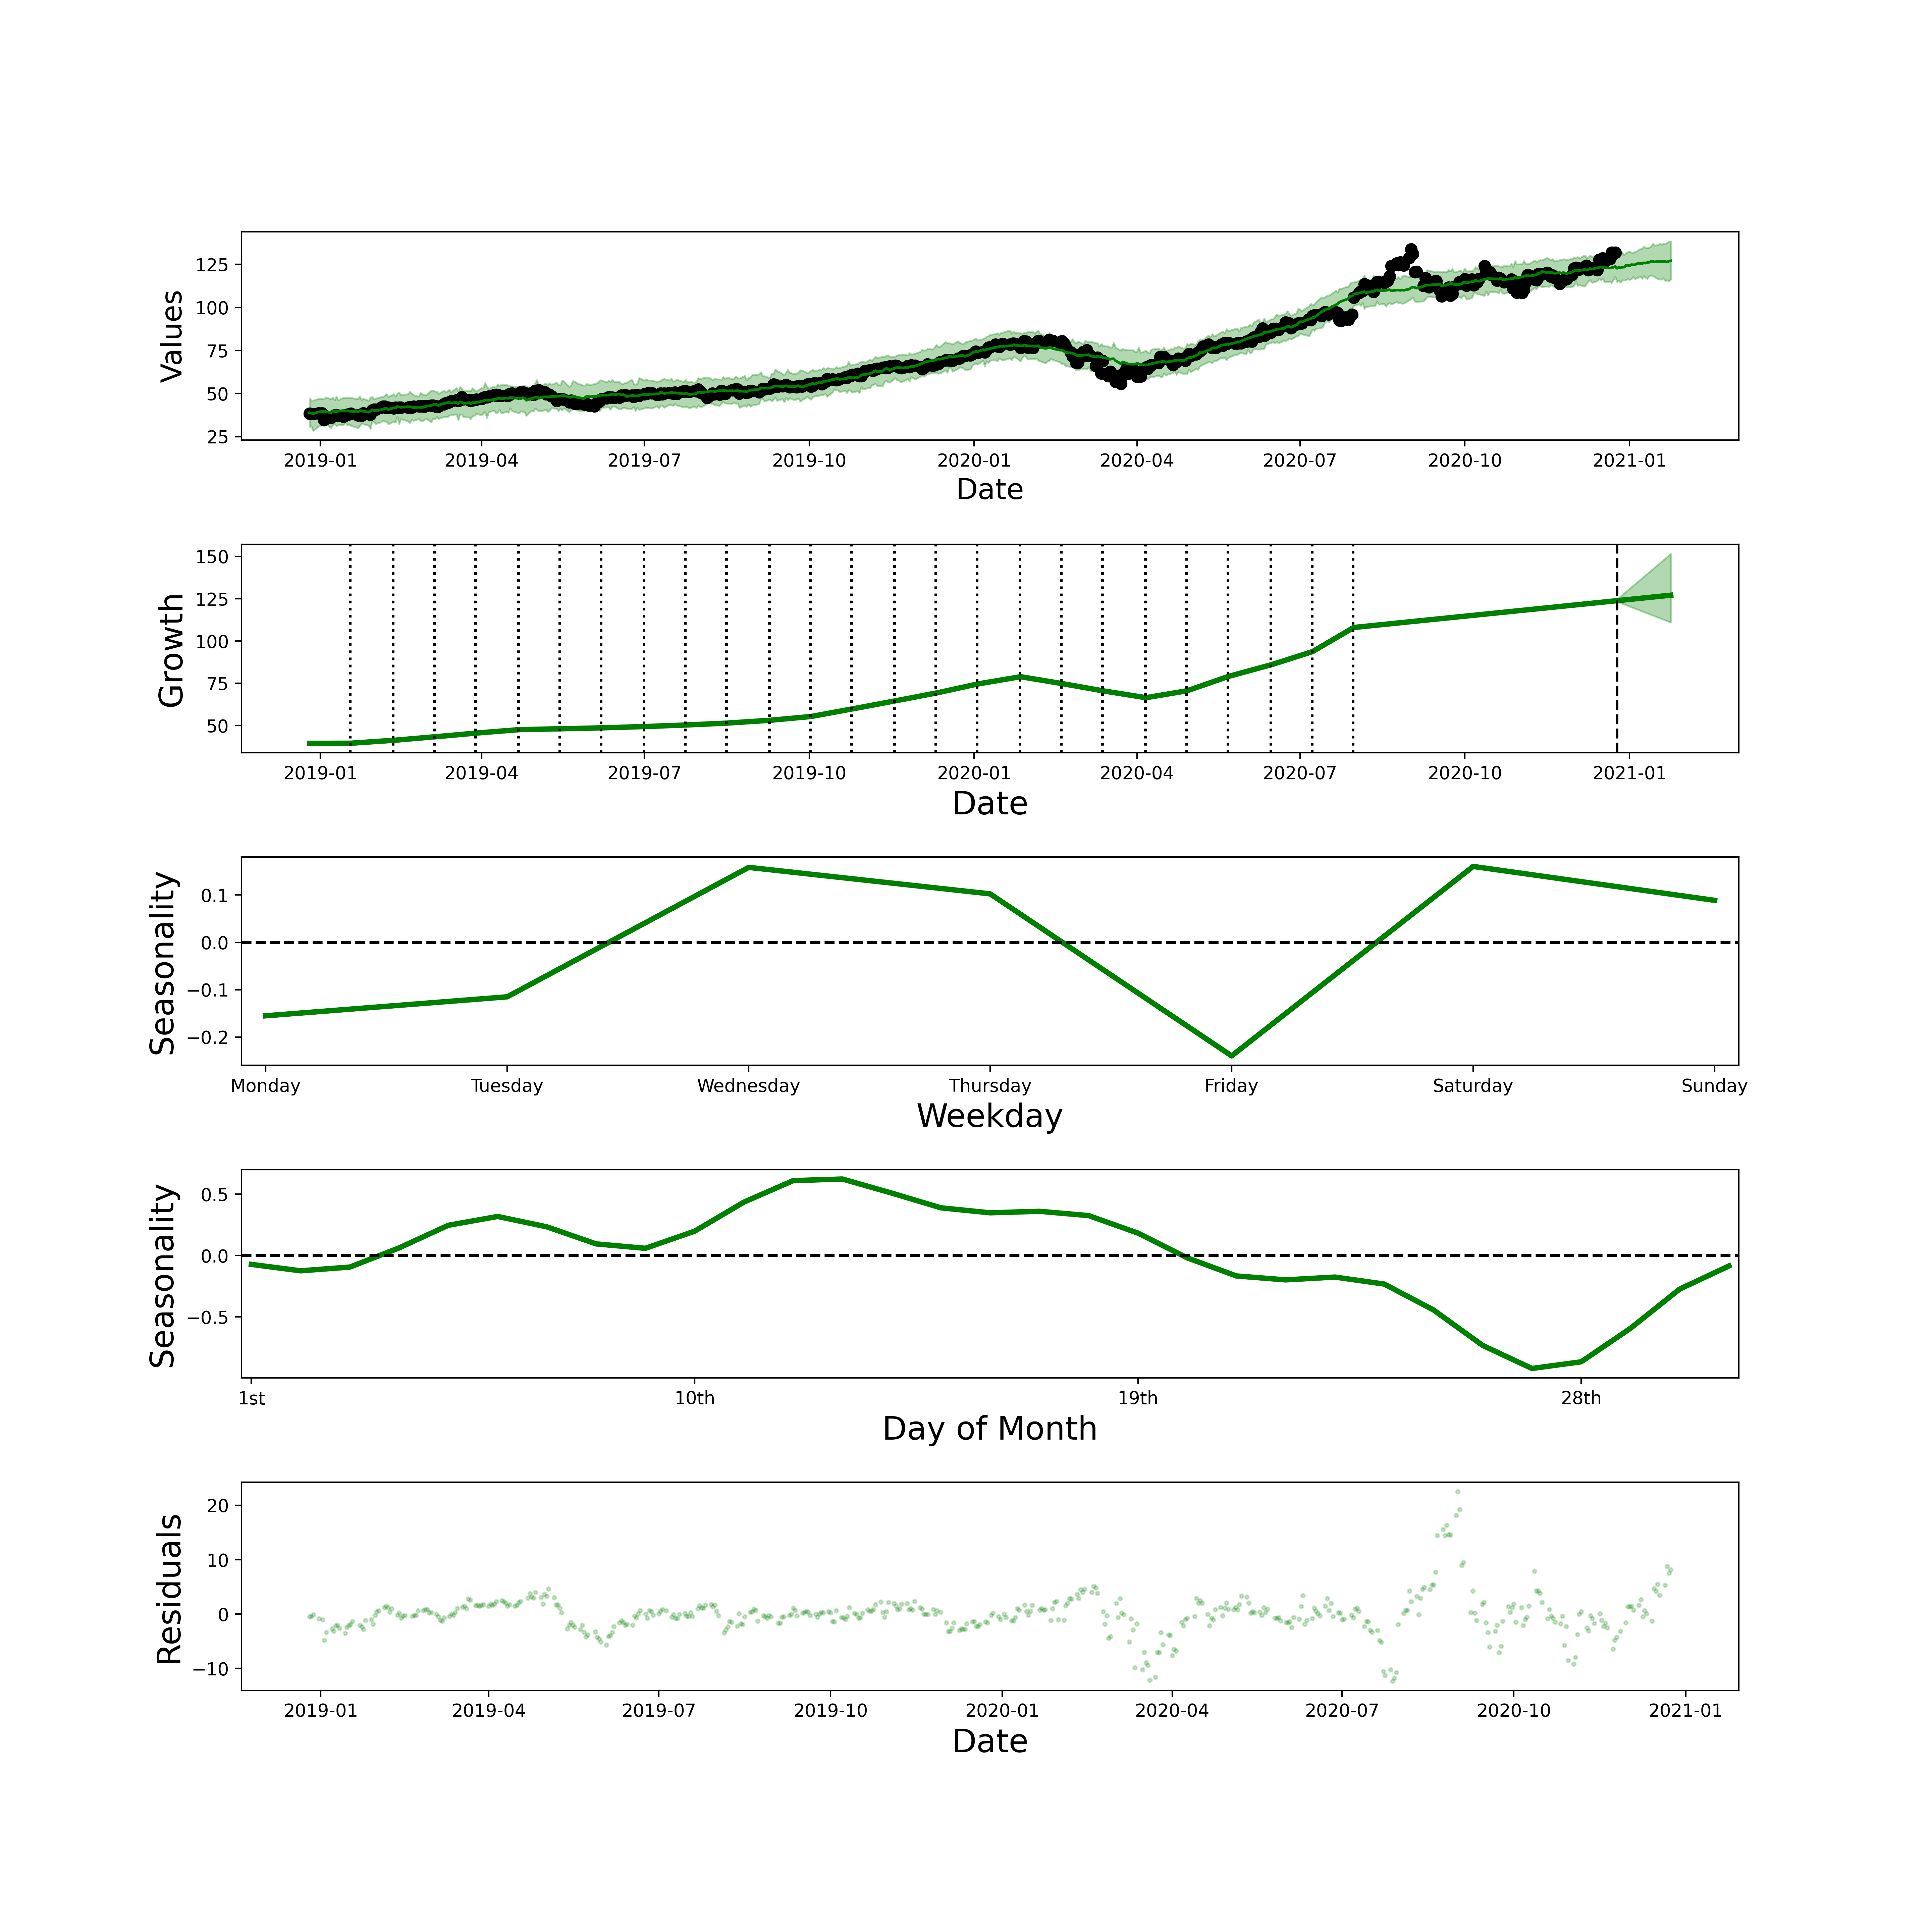 Values
125
100
75
50
25
2019-01 2019-04 2019-07 2019-10 2020-01 2020-04 2020-07 2020-10 2021-01
Date
Growth
150
125
100
75
50
2019-01 2019-04 2019-07 2019-10 2020-01 2020-04 2020-07 2020-10 2021-01
Date
Seasonality
0.1
0.0
−0.1
−0.2
Monday Tuesday Wednesday Thursday Friday Saturday Sunday
Weekday
Seasonality
0.5
0.0
−0.5
1st 10th 19th 28th
Day of Month
Residuals
20
10
0
−10
2019-01 2019-04 2019-07 2019-10 2020-01 2020-04 2020-07 2020-10 2021-01
Date